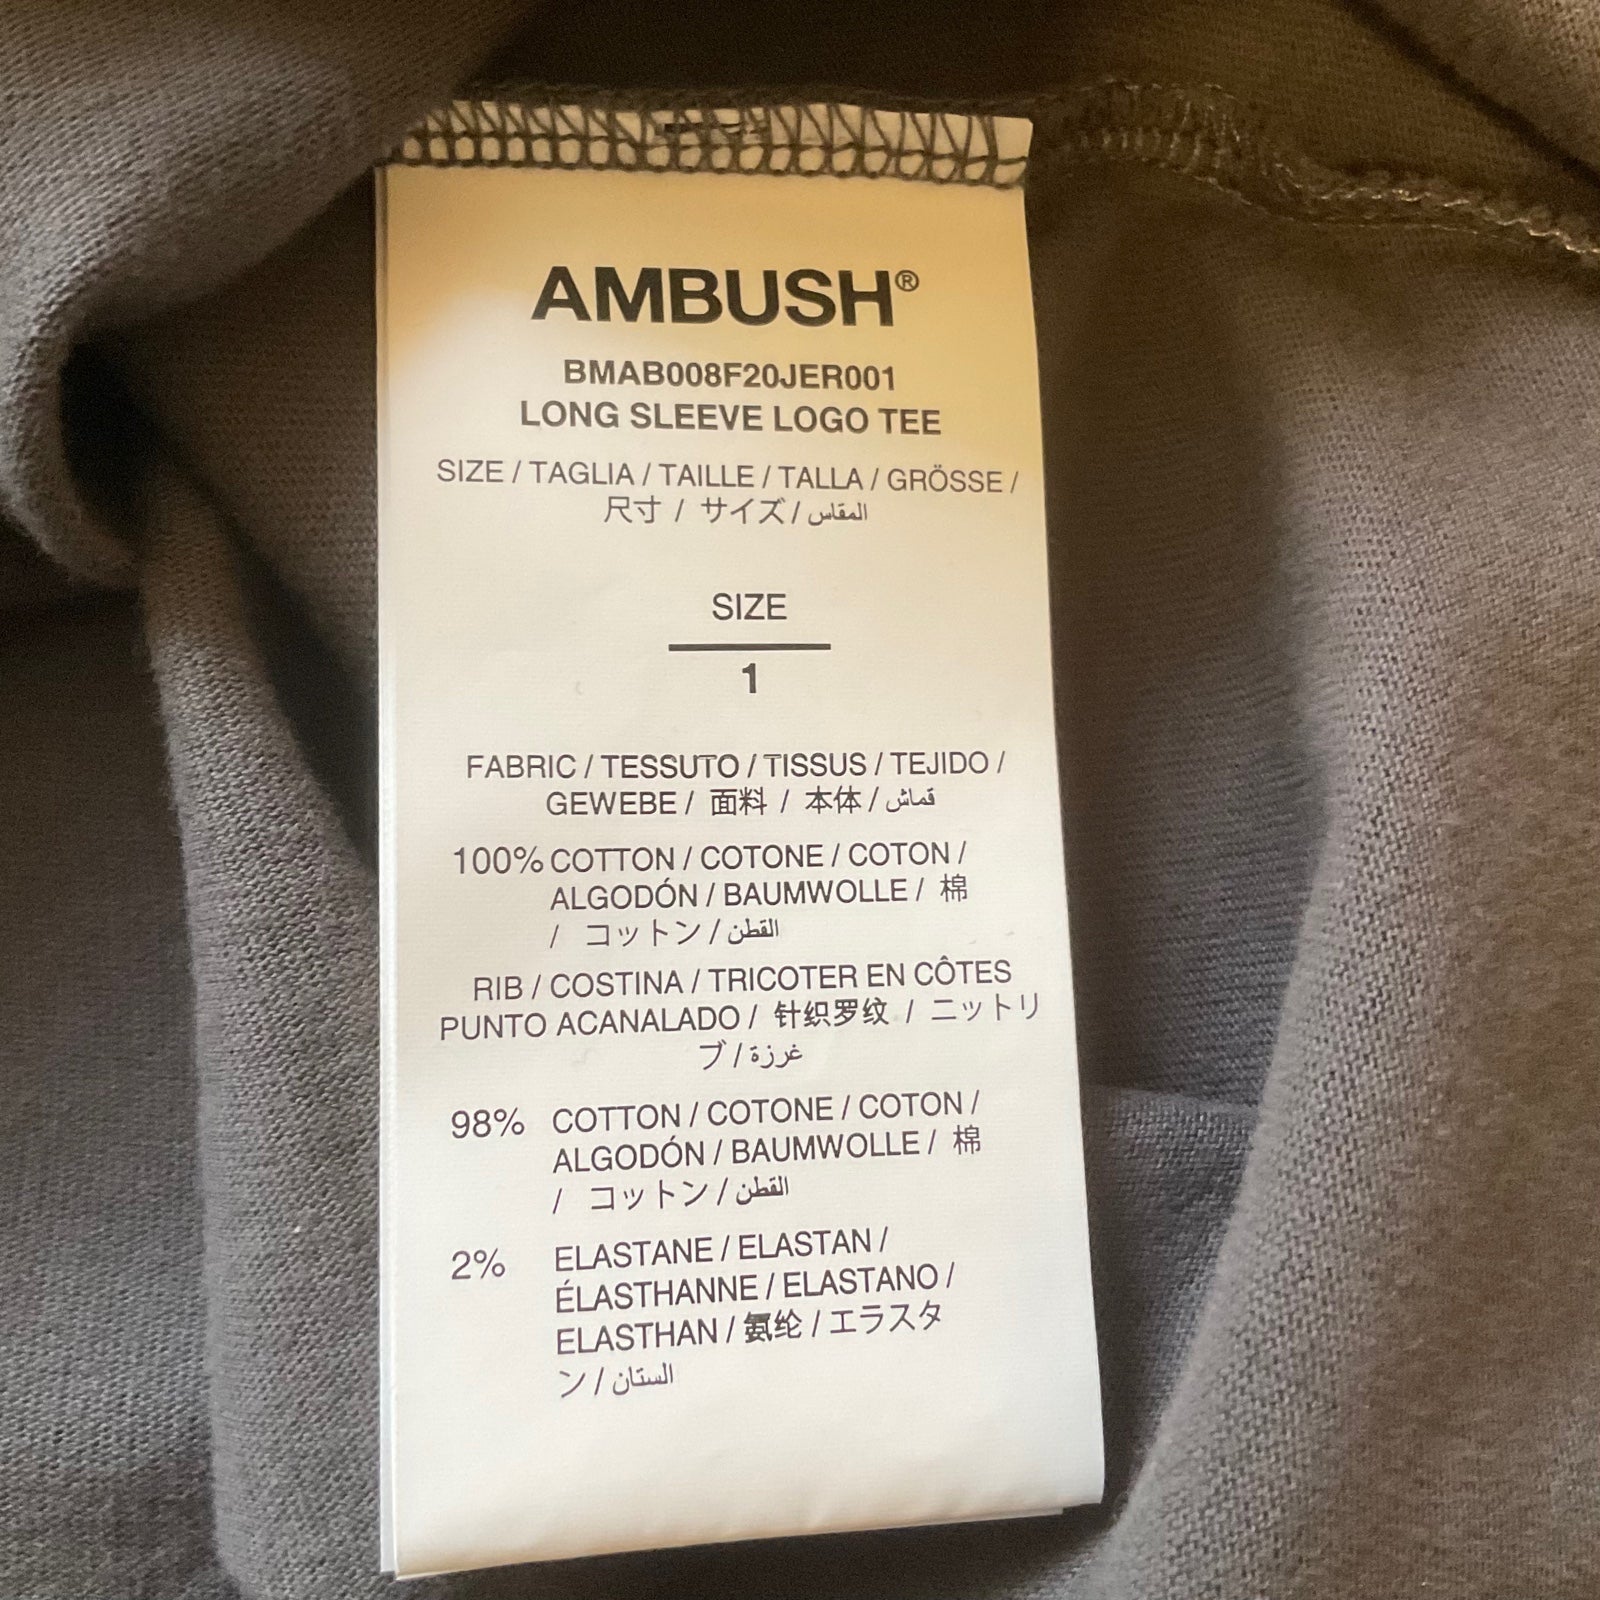 AMBUSH®
BMAB008F20JER001
LONG SLEEVE LOGO TEE
SIZE / TAGLIA / TAILLE / TALLA / GRÖSSE /
尺寸 / サイズ / المقاس
SIZE
1
FABRIC / TESSUTO / TISSUS / TEJIDO /
GEWEBE / 面料 / 本体 / قماش
100% COTTON / COTONE / COTON /
ALGODÓN / BAUMWOLLE / 棉
/ コットン / القطن
RIB / COSTINA / TRICOTER EN CÔTES
PUNTO ACANALADO / 针织罗纹 / ニットリ
ブ / غرزة
98% COTTON / COTONE / COTON /
ALGODÓN / BAUMWOLLE / 棉
/ コットン / القطن
2% ELASTANE / ELASTAN /
ÉLASTHANNE / ELASTANO /
ELASTHAN / 氨纶 / エラスタ
ン / الستان